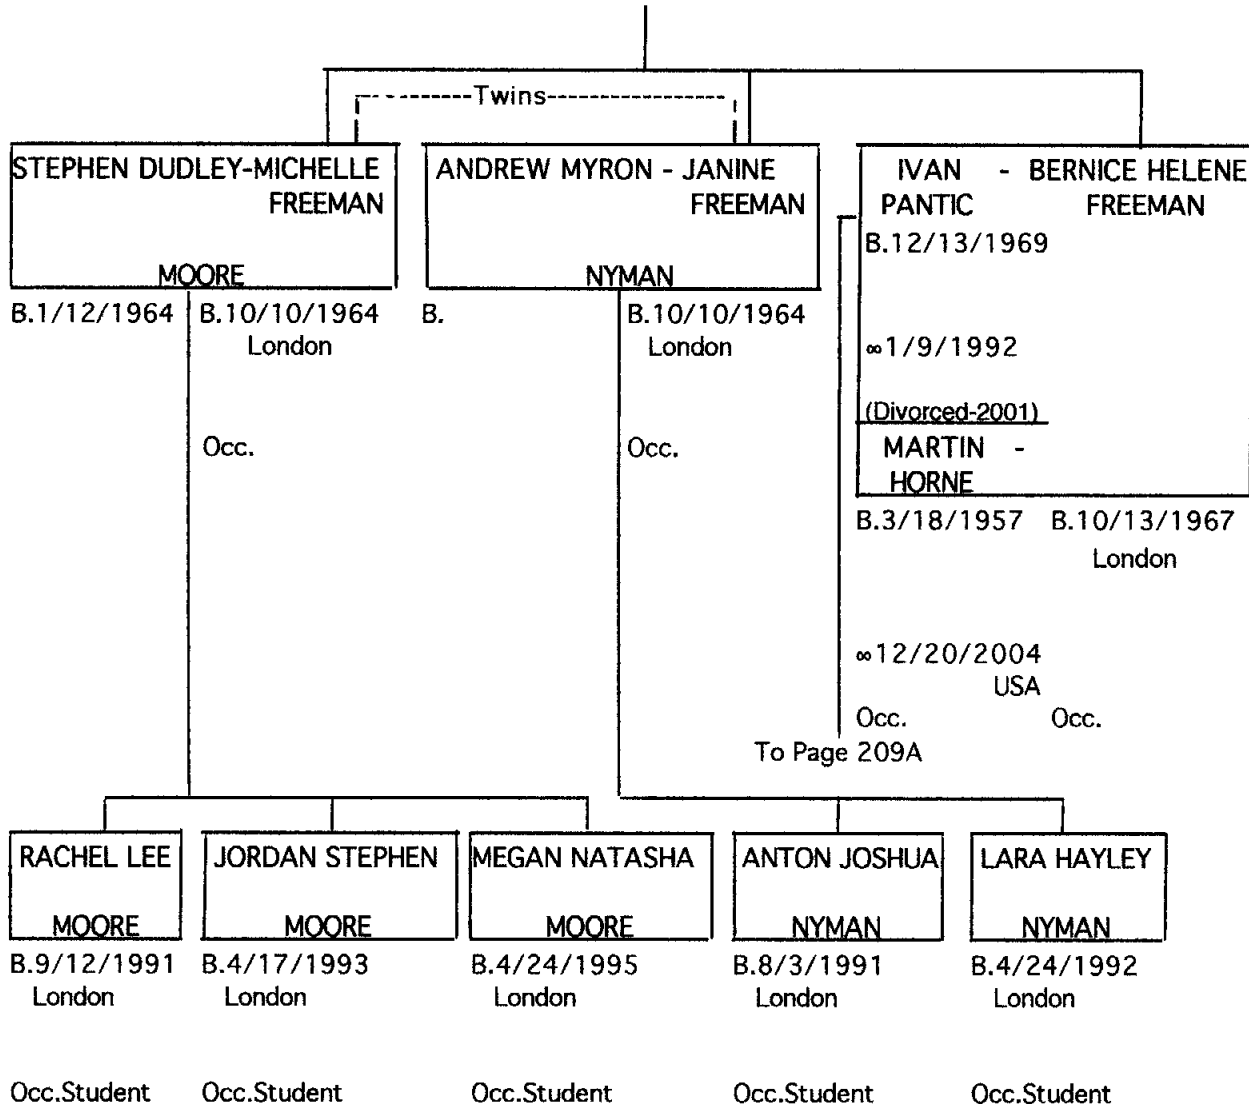 Twins
STEPHEN DUDLEY-MICHELLE
FREEMAN
MOORE
B.1/12/1964 B.10/10/1964
London
Occ.
ANDREW MYRON - JANINE
FREEMAN
NYMAN
B. B.10/10/1964
London
Occ.
IVAN - BERNICE HELENE
PANTIC FREEMAN
B.12/13/1969
∞1/9/1992
(Divorced-2001)
MARTIN -
HORNE
B.3/18/1957 B.10/13/1967
London
∞12/20/2004
USA
Occ. Occ.
To Page 209A
RACHEL LEE
MOORE
B.9/12/1991
London
Occ.Student
JORDAN STEPHEN
MOORE
B.4/17/1993
London
Occ.Student
MEGAN NATASHA
MOORE
B.4/24/1995
London
Occ.Student
ANTON JOSHUA
NYMAN
B.8/3/1991
London
Occ.Student
LARA HAYLEY
NYMAN
B.4/24/1992
London
Occ.Student